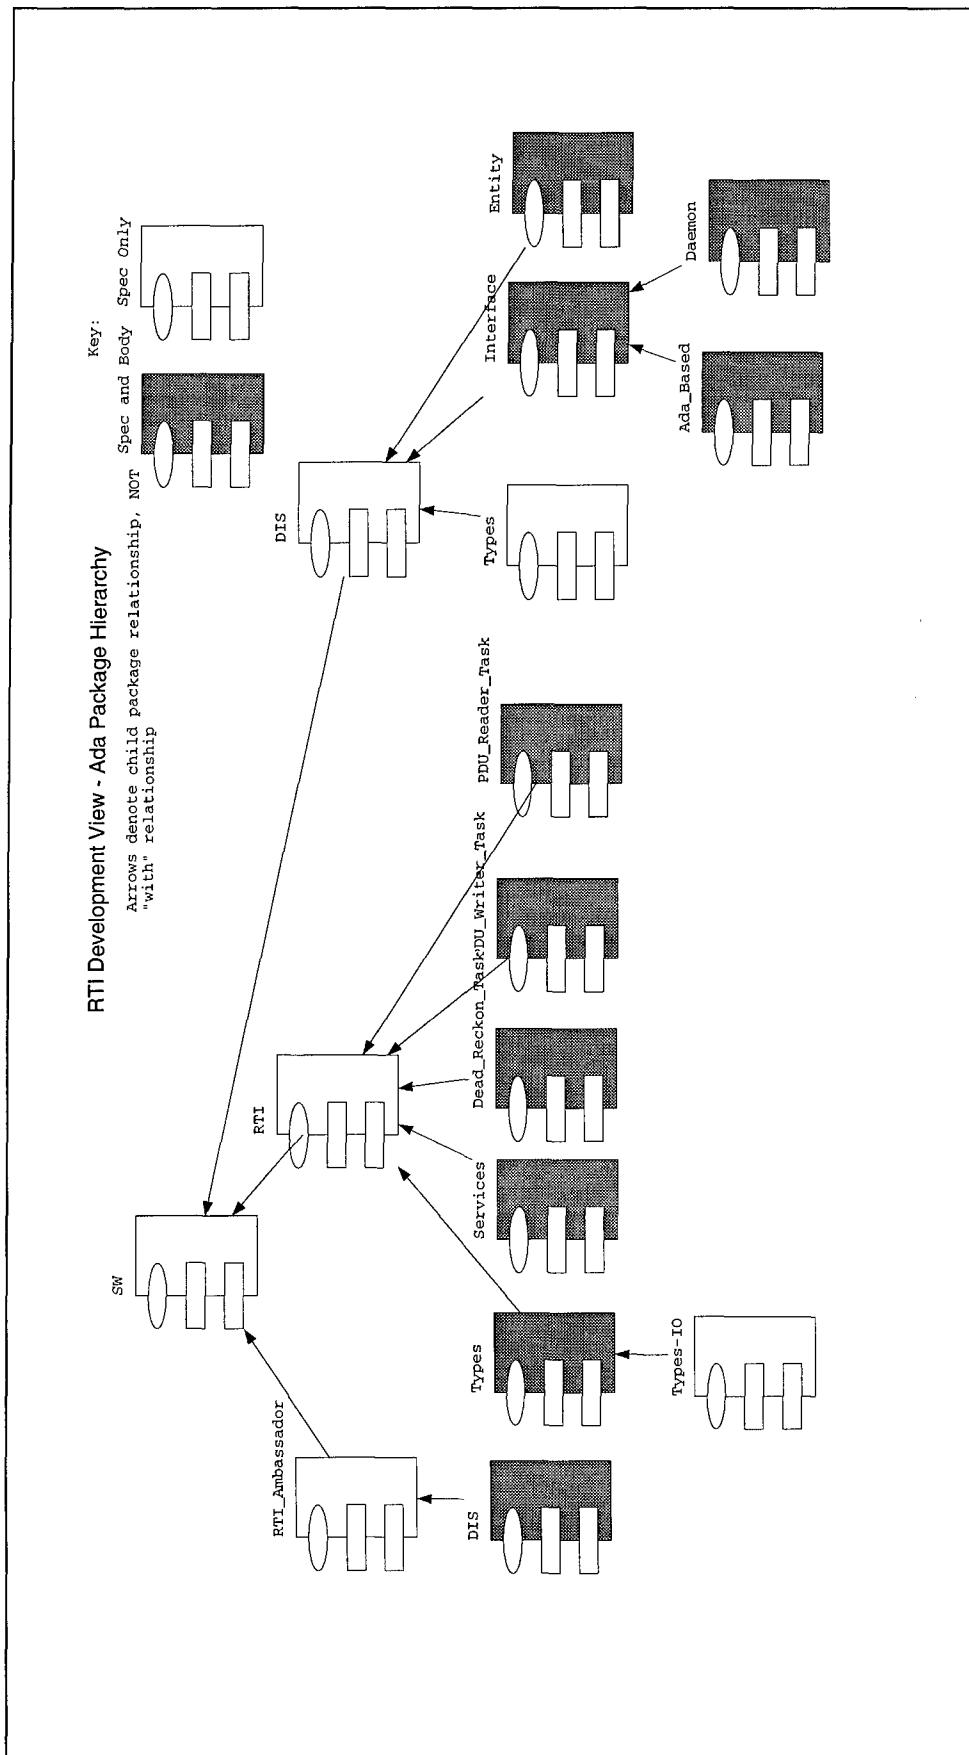 RTI Development View - Ada Package Hierarchy
Arrows denote child package relationship, NOT
"with" relationship
Key:
Spec and Body
Spec Only
SW
RTI_Ambassador
RTI
DIS
DIS
Types
Services
Dead_Reckon_Task
DU_Writer_Task
PDU_Reader_Task
Types
Interface
Entity
Types-IO
Ada_Based
Daemon